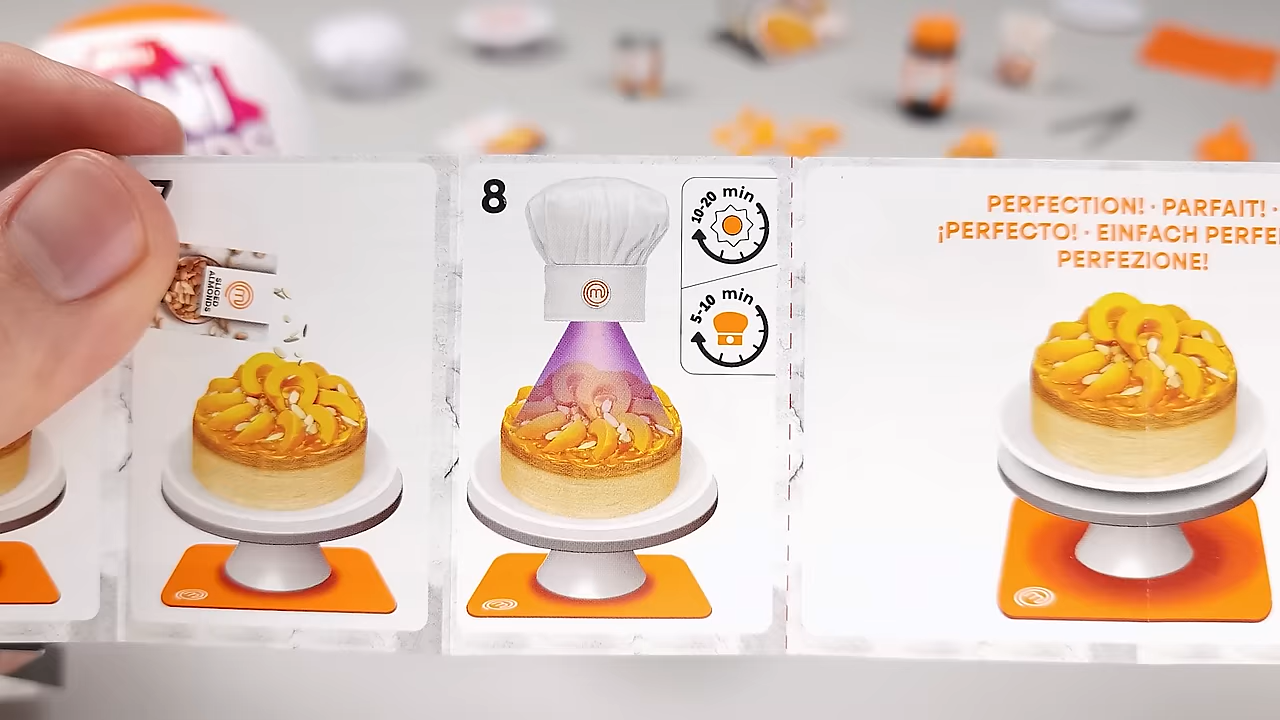 SLICED
ALMONDS
8
10-20 min
5-10 min
PERFECTION! · PARFAIT! ·
¡PERFECTO! · EINFACH PERFE
PERFEZIONE!